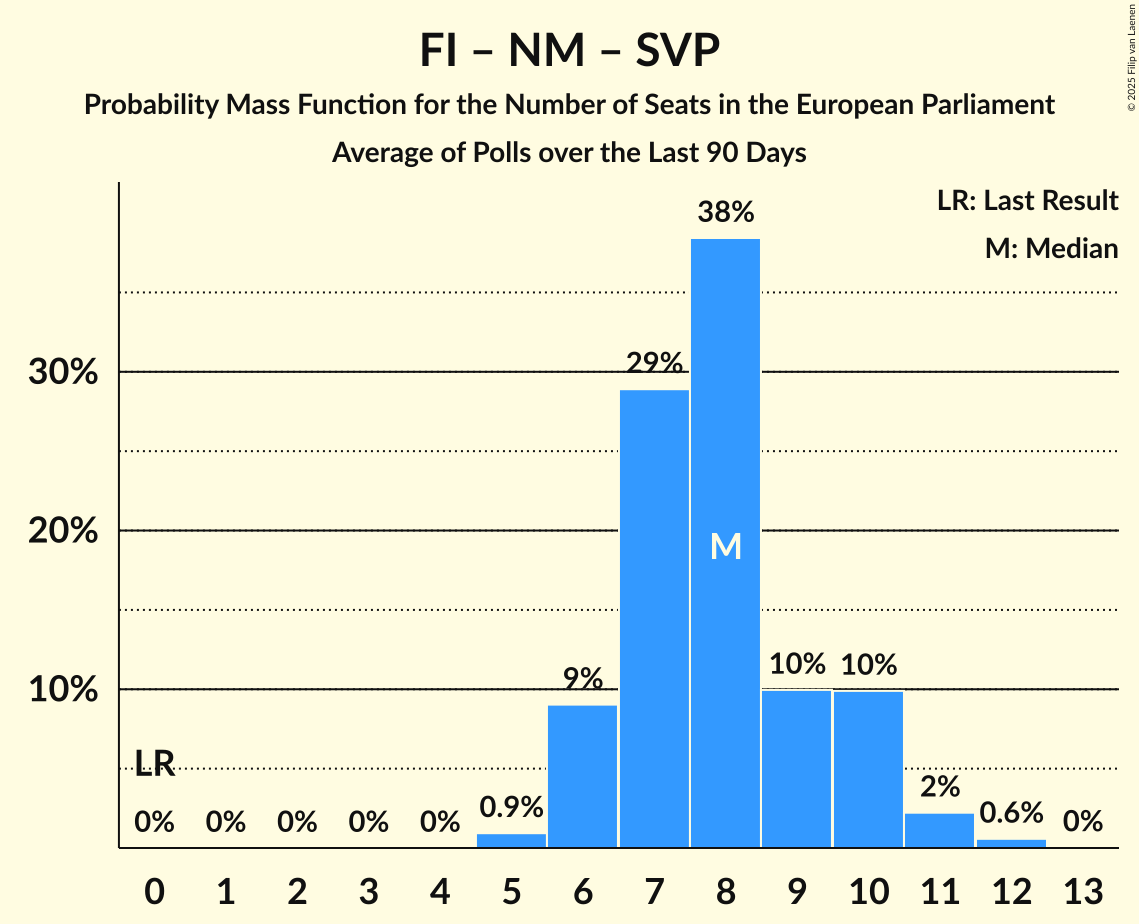 FI – NM – SVP
Probability Mass Function for the Number of Seats in the European Parliament
Average of Polls over the Last 90 Days
© 2025 Filip van Laenen
LR: Last Result
M: Median
38%
30%
29%
20%
M
10%
10%
10%
9%
LR
0%
0%
0%
0%
0%
0.9%
2%
0.6%
0%
0 1 2 3 4 5 6 7 8 9 10 11 12 13